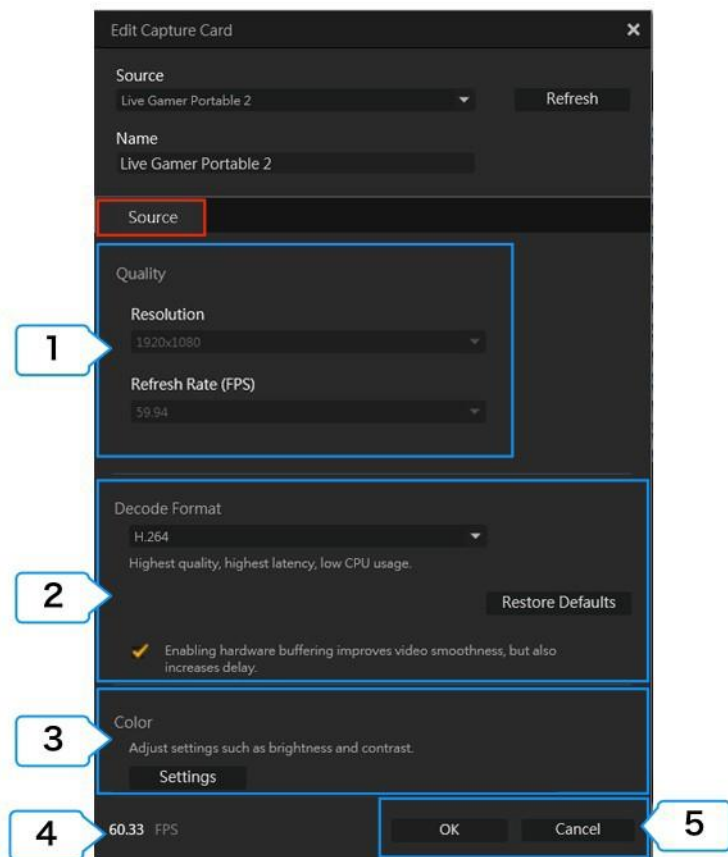 Edit Capture Card
Source
Live Gamer Portable 2
Refresh
Name
Live Gamer Portable 2
Source
Quality
Resolution
1920x1080
1
Refresh Rate (FPS)
59.94
Decode Format
H.264
Highest quality, highest latency, low CPU usage.
2
Restore Defaults
Enabling hardware buffering improves video smoothness, but also
increases delay.
Color
3
Adjust settings such as brightness and contrast.
Settings
4
60.33 FPS
OK
Cancel
5